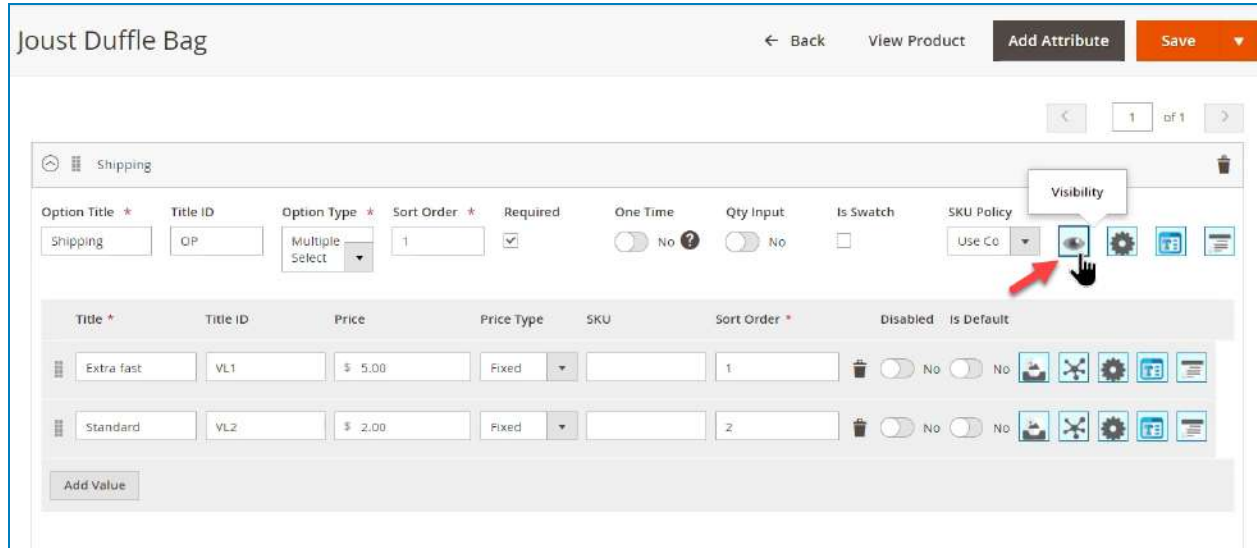 Joust Duffle Bag
← Back View Product Add Attribute Save
1 of 1
Shipping
Visibility
Option Title * Title ID Option Type * Sort Order * Required One Time Qty Input Is Swatch SKU Policy
Shipping OP Multiple Select 1 No ? No Use Co
Title * Title ID Price Price Type SKU Sort Order * Disabled Is Default
Extra fast VL1 $ 5.00 Fixed 1 No No
Standard VL2 $ 2.00 Fixed 2 No No
Add Value